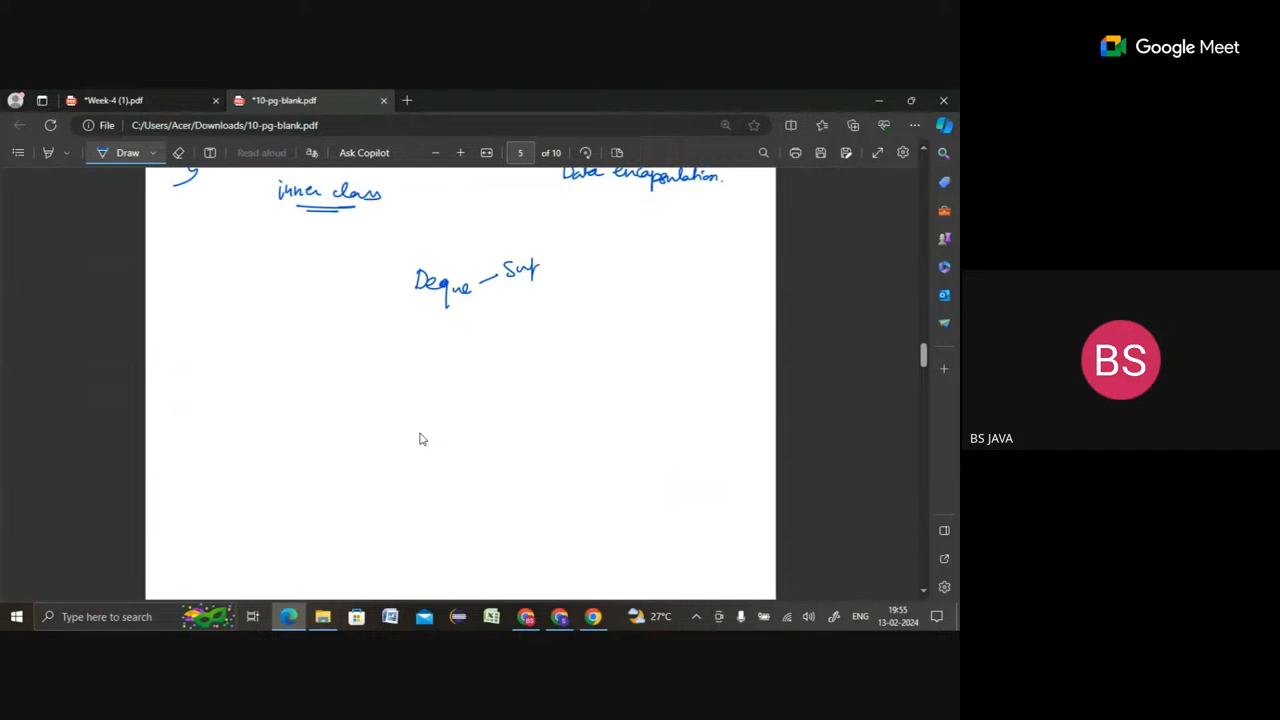 Google Meet
*Week-4 (1).pdf
*10-pg-blank.pdf
File
C:/Users/Acer/Downloads/10-pg-blank.pdf
Draw
Read aloud
aあ
Ask Copilot
5 of 10
Data encapsulation.
inner class
Deque
BS
BS JAVA
Type here to search
27°C
ENG
19:55
13-02-2024